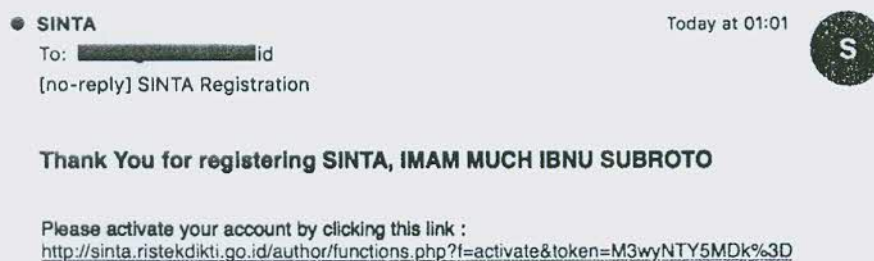 SINTA
Today at 01:01
S
To: id
[no-reply] SINTA Registration
Thank You for registering SINTA, IMAM MUCH IBNU SUBROTO
Please activate your account by clicking this link :
http://sinta.ristekdikti.go.id/author/functions.php?f=activate&token=M3wyNTY5MDk%3D